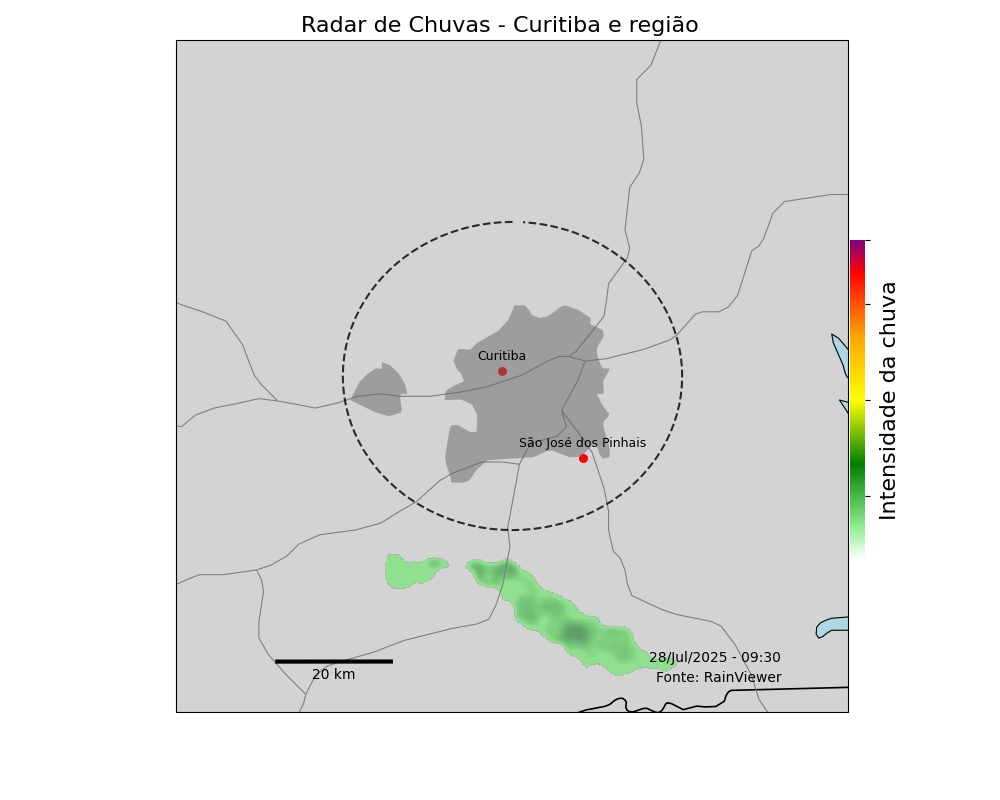 Radar de Chuvas - Curitiba e região
Curitiba
São José dos Pinhais
Intensidade da chuva
28/Jul/2025 - 09:30
20 km
Fonte: RainViewer